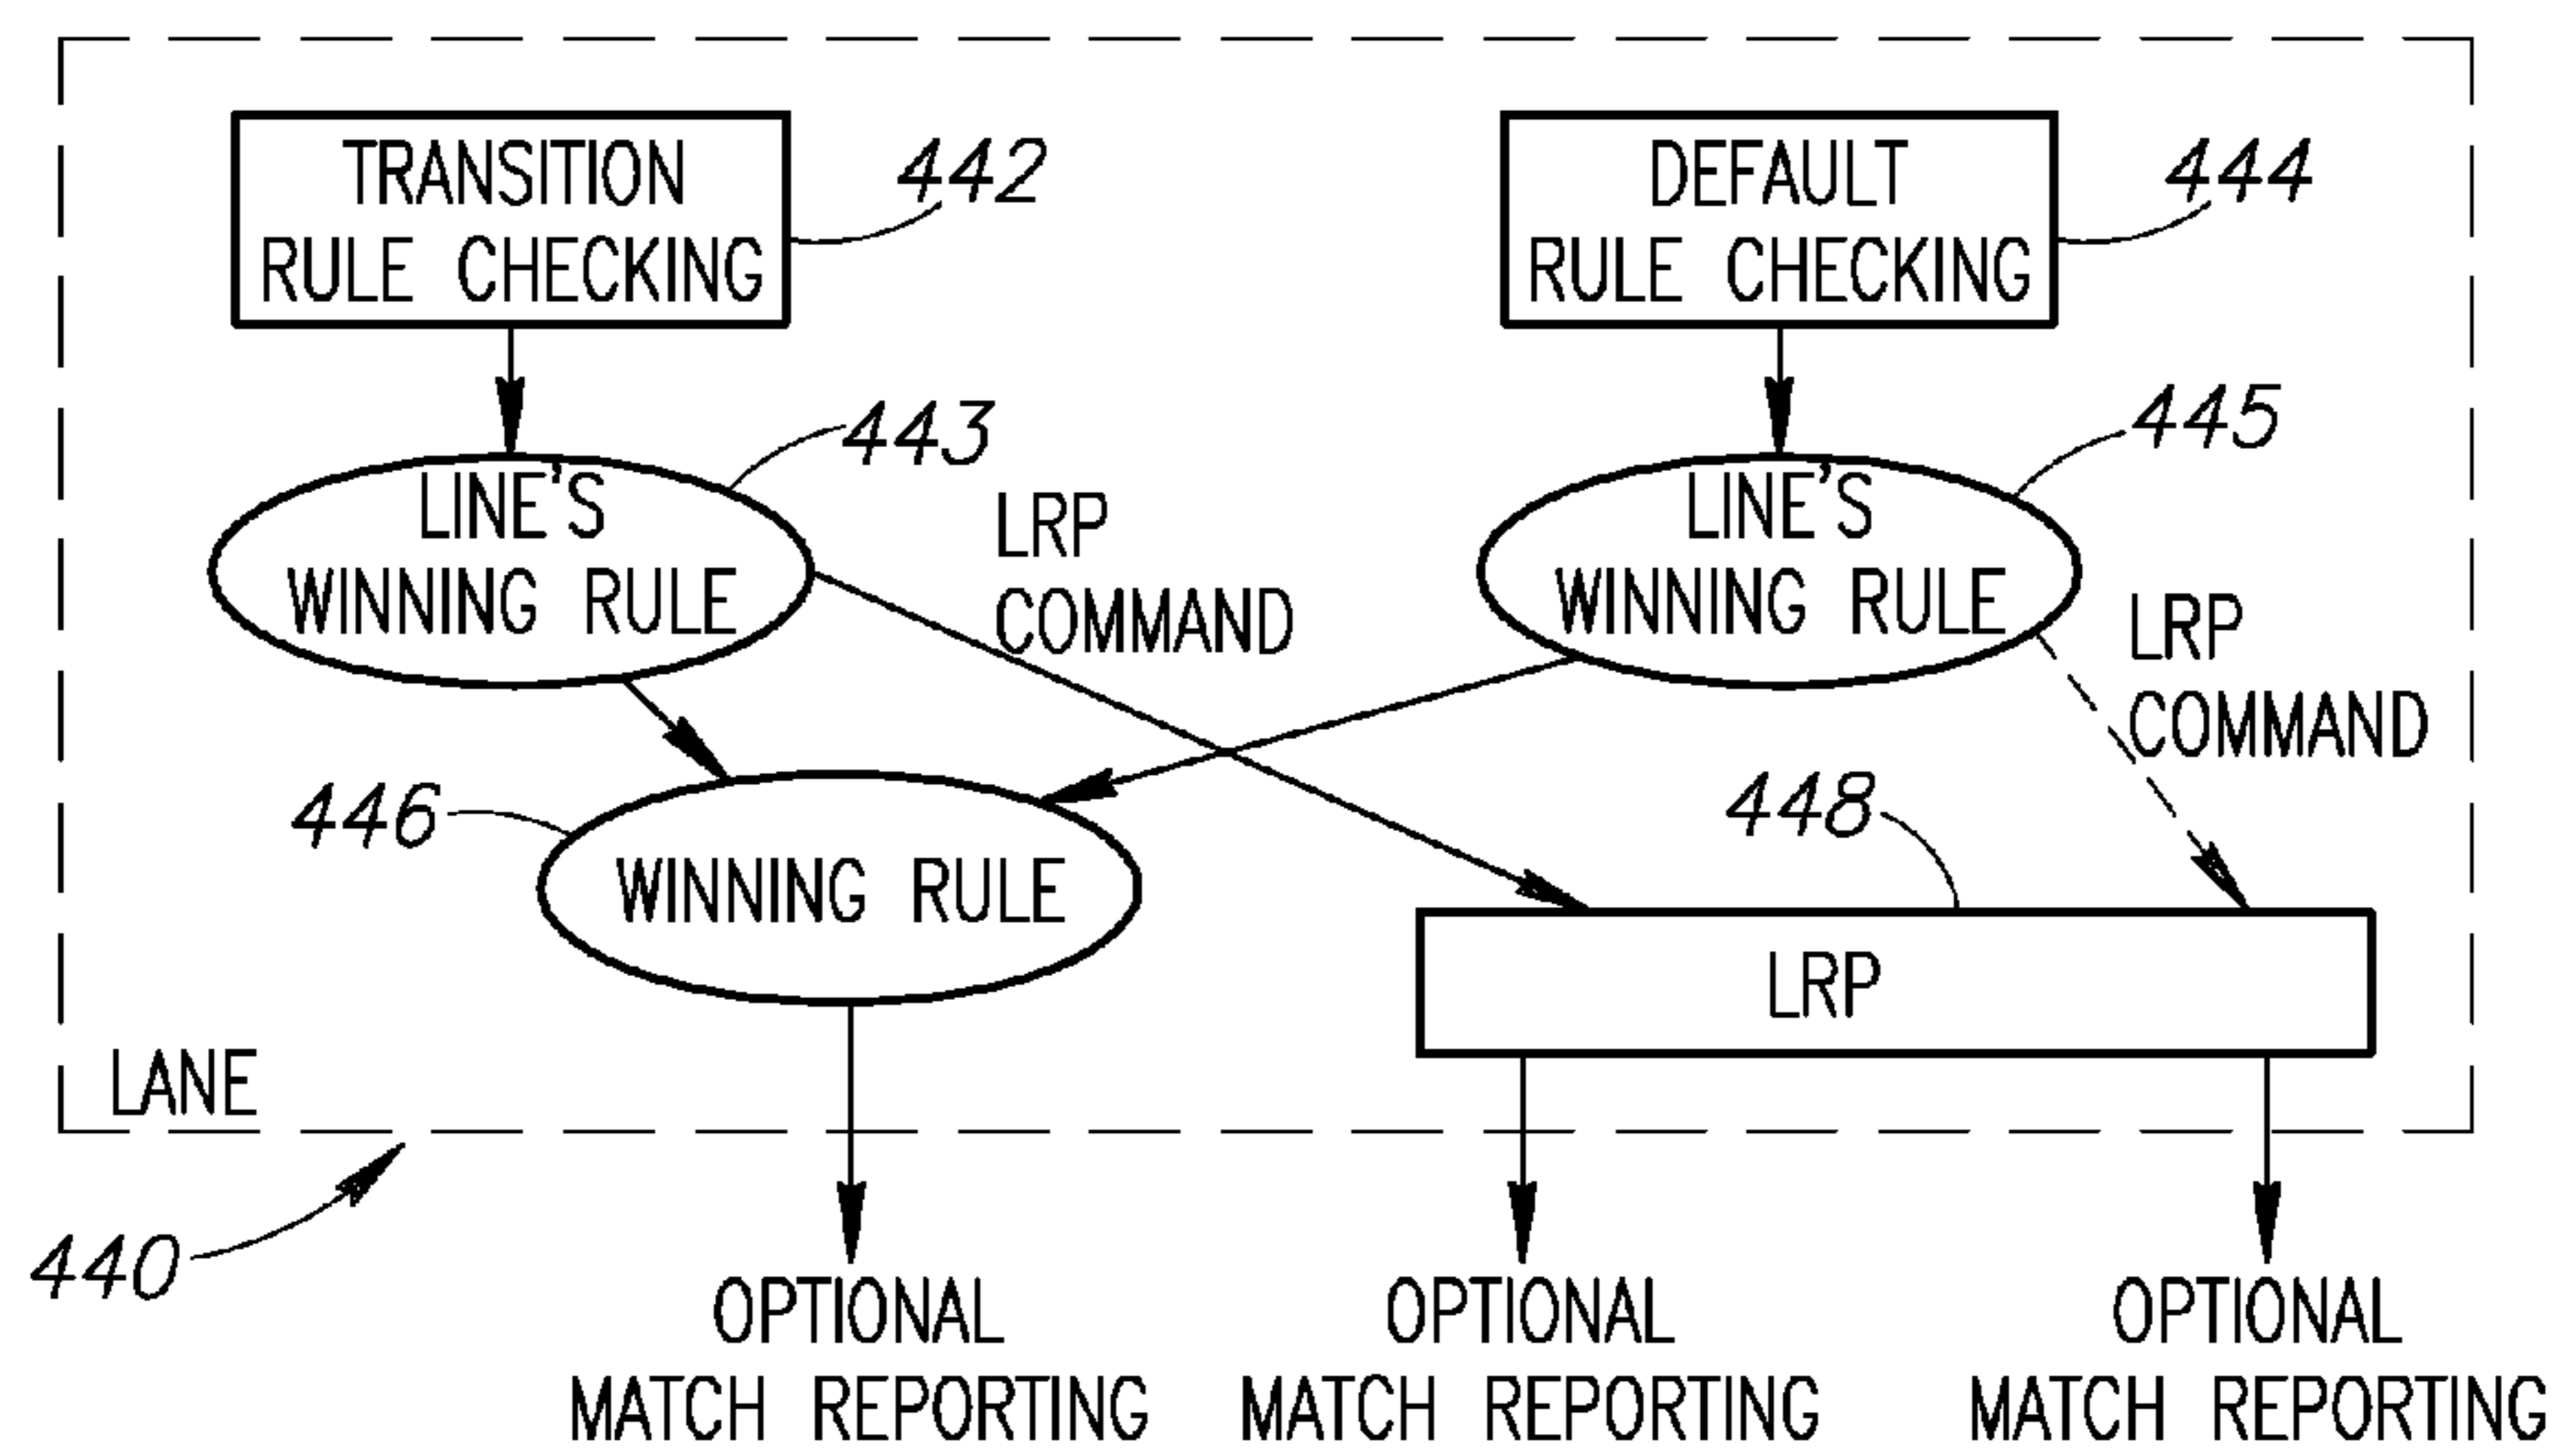 TRANSITION
RULE CHECKING
442
DEFAULT
RULE CHECKING
444
443
445
LINE'S
WINNING RULE
LRP
COMMAND
LINE'S
WINNING RULE
LRP
COMMAND
446
WINNING RULE
448
LRP
LANE
440
OPTIONAL
MATCH REPORTING
OPTIONAL
MATCH REPORTING
OPTIONAL
MATCH REPORTING